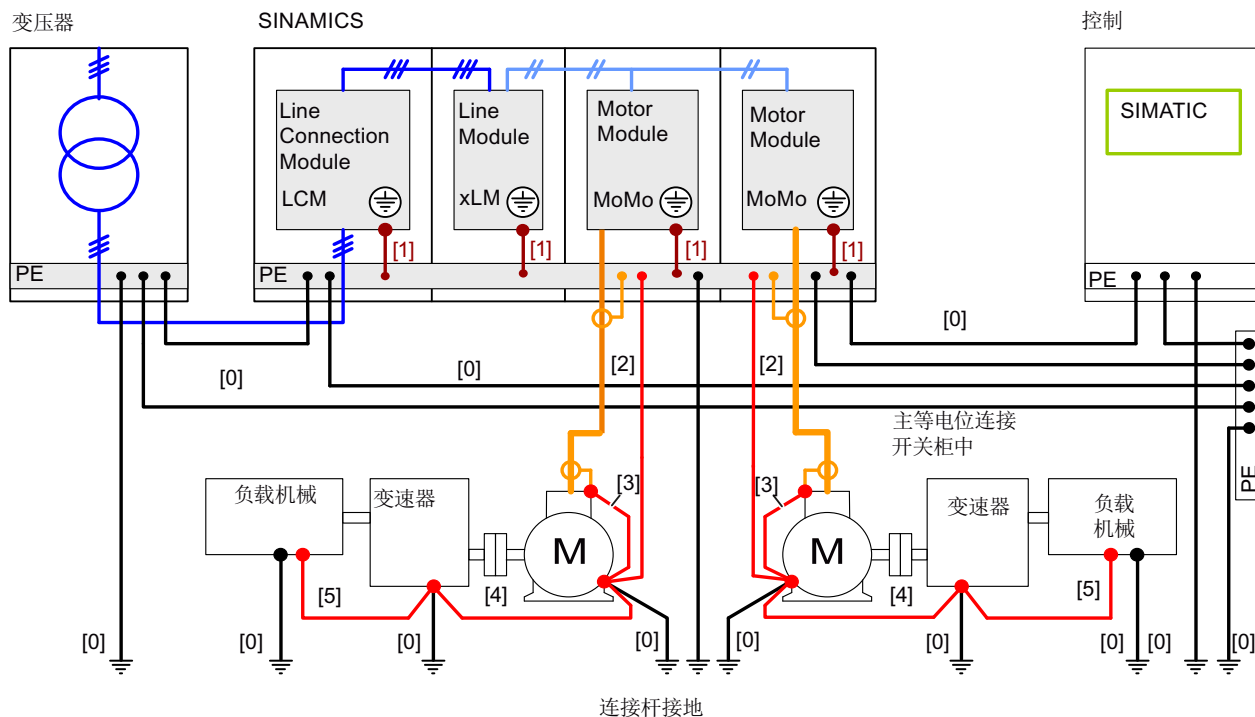 变压器
SINAMICS
控制
Line
Connection
Module
LCM
Line
Module
xLM
Motor
Module
MoMo
Motor
Module
MoMo
SIMATIC
[1]
[1]
[1]
[1]
PE
PE
PE
[0]
[0]
[0]
[2]
[2]
主等电位连接
开关柜中
PE
负载机械
变速器
M
[3]
[3]
M
变速器
负载
机械
[5]
[4]
[4]
[5]
[0]
[0]
[0]
[0]
[0]
[0]
[0]
[0]
连接杆接地